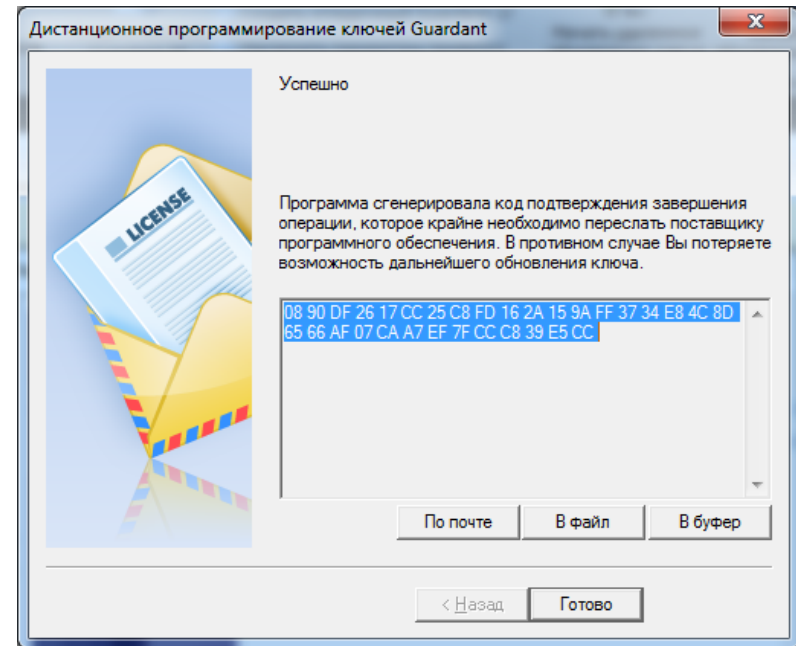 Дистанционное программирование ключей Guardant
Успешно
LICENSE
Программа сгенерировала код подтверждения завершения
операции, которое крайне необходимо переслать поставщику
программного обеспечения. В противном случае Вы потеряете
возможность дальнейшего обновления ключа.
08 90 DF 26 17 CC 25 C8 FD 16 2A 15 9A FF 37 34 E8 4C 8D
65 66 AF 07 CA A7 EF 7F CC C8 39 E5 CC
По почте
В файл
В буфер
< Назад
Готово